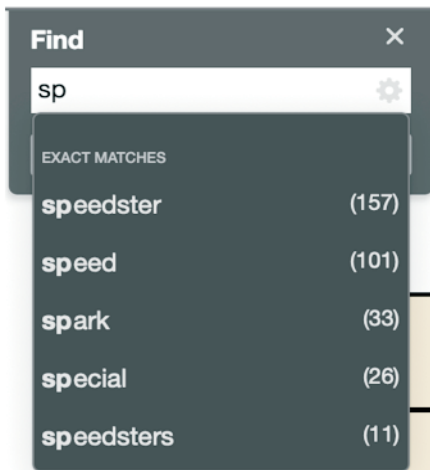 Find
sp
EXACT MATCHES
speedster (157)
speed (101)
spark (33)
special (26)
speedsters (11)